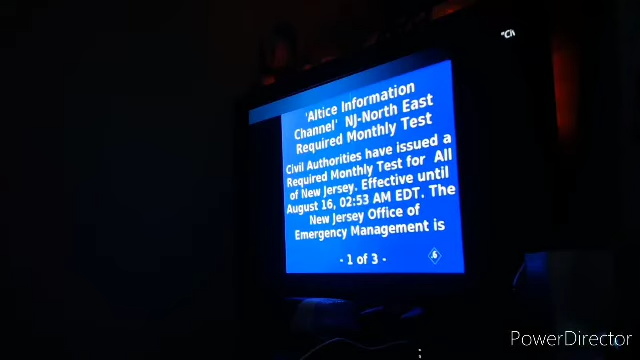 "Civ
'Altice Information
Channel' NJ-North East
Required Monthly Test
Civil Authorities have issued a
Required Monthly Test for All
of New Jersey. Effective until
August 16, 02:53 AM EDT. The
New Jersey Office of
Emergency Management is
- 1 of 3 -
PowerDirector